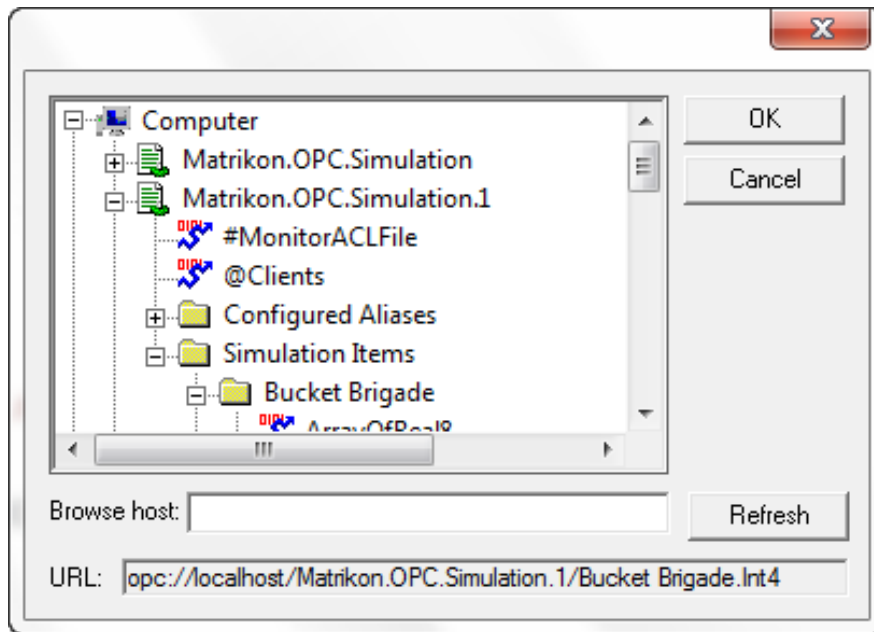 Computer
OK
Matrikon.OPC.Simulation
Matrikon.OPC.Simulation.1
Cancel
#MonitorACLFile
@Clients
Configured Aliases
Simulation Items
Bucket Brigade
ArrayOfReal8
Browse host:
Refresh
URL: opc://localhost/Matrikon.OPC.Simulation.1/Bucket Brigade.Int4